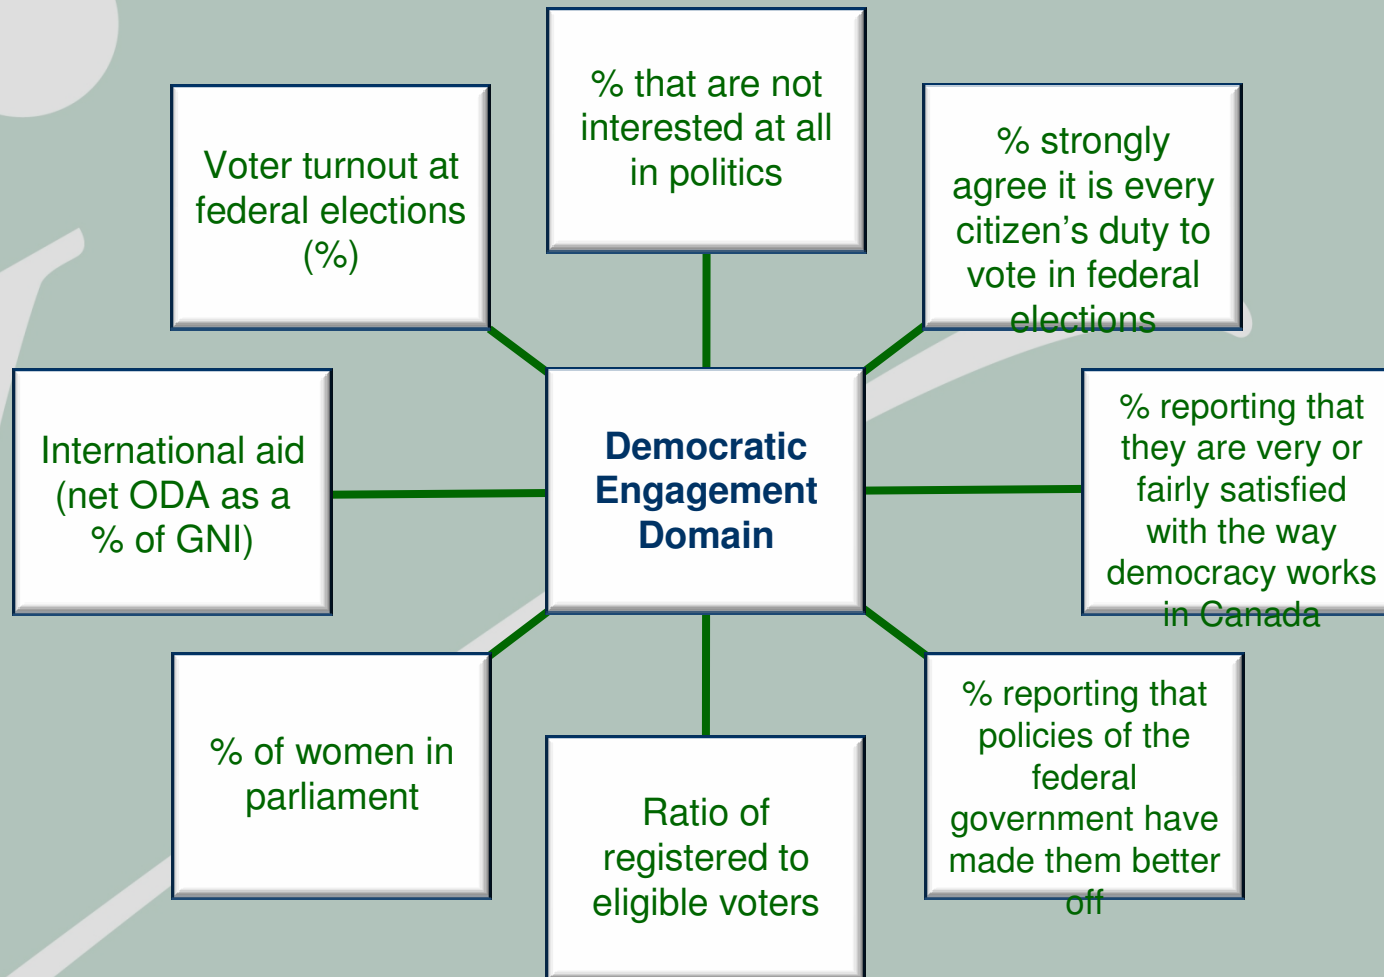 % that are not
interested at all
in politics
Voter turnout at
federal elections
(%)
% strongly
agree it is every
citizen’s duty to
vote in federal
elections
International aid
(net ODA as a
% of GNI)
Democratic
Engagement
Domain
% reporting that
they are very or
fairly satisfied
with the way
democracy works
in Canada
% of women in
parliament
Ratio of
registered to
eligible voters
% reporting that
policies of the
federal
government have
made them better
off